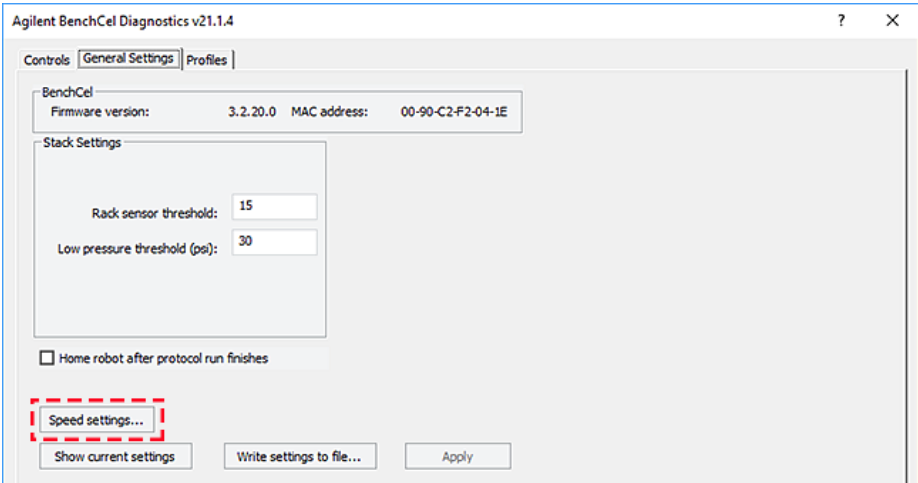 Agilent BenchCel Diagnostics v21.1.4 ?
Controls General Settings Profiles
BenchCel
Firmware version: 3.2.20.0 MAC address: 00-90-C2-F2-04-1E
Stack Settings
Rack sensor threshold: 15
Low pressure threshold (psi): 30
Home robot after protocol run finishes
Speed settings...
Show current settings Write settings to file... Apply